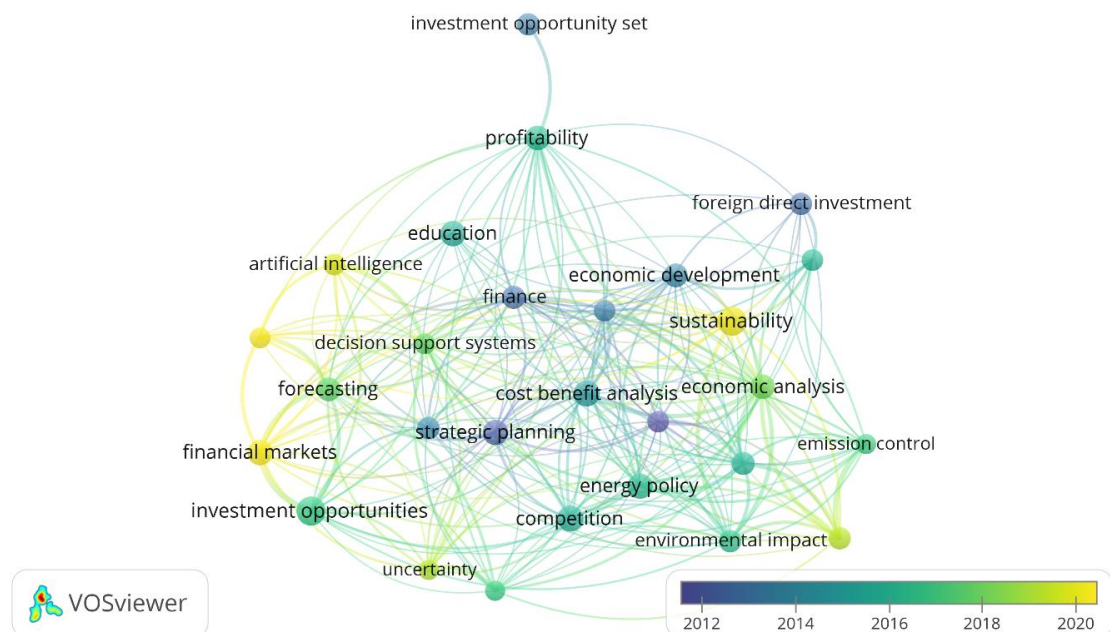 investment opportunity set
profitability
foreign direct investment
education
artificial intelligence
economic development
finance
sustainability
decision support systems
forecasting
cost benefit analysis
economic analysis
strategic planning
emission control
financial markets
energy policy
investment opportunities
competition
environmental impact
uncertainty
VOSviewer
2012 2014 2016 2018 2020